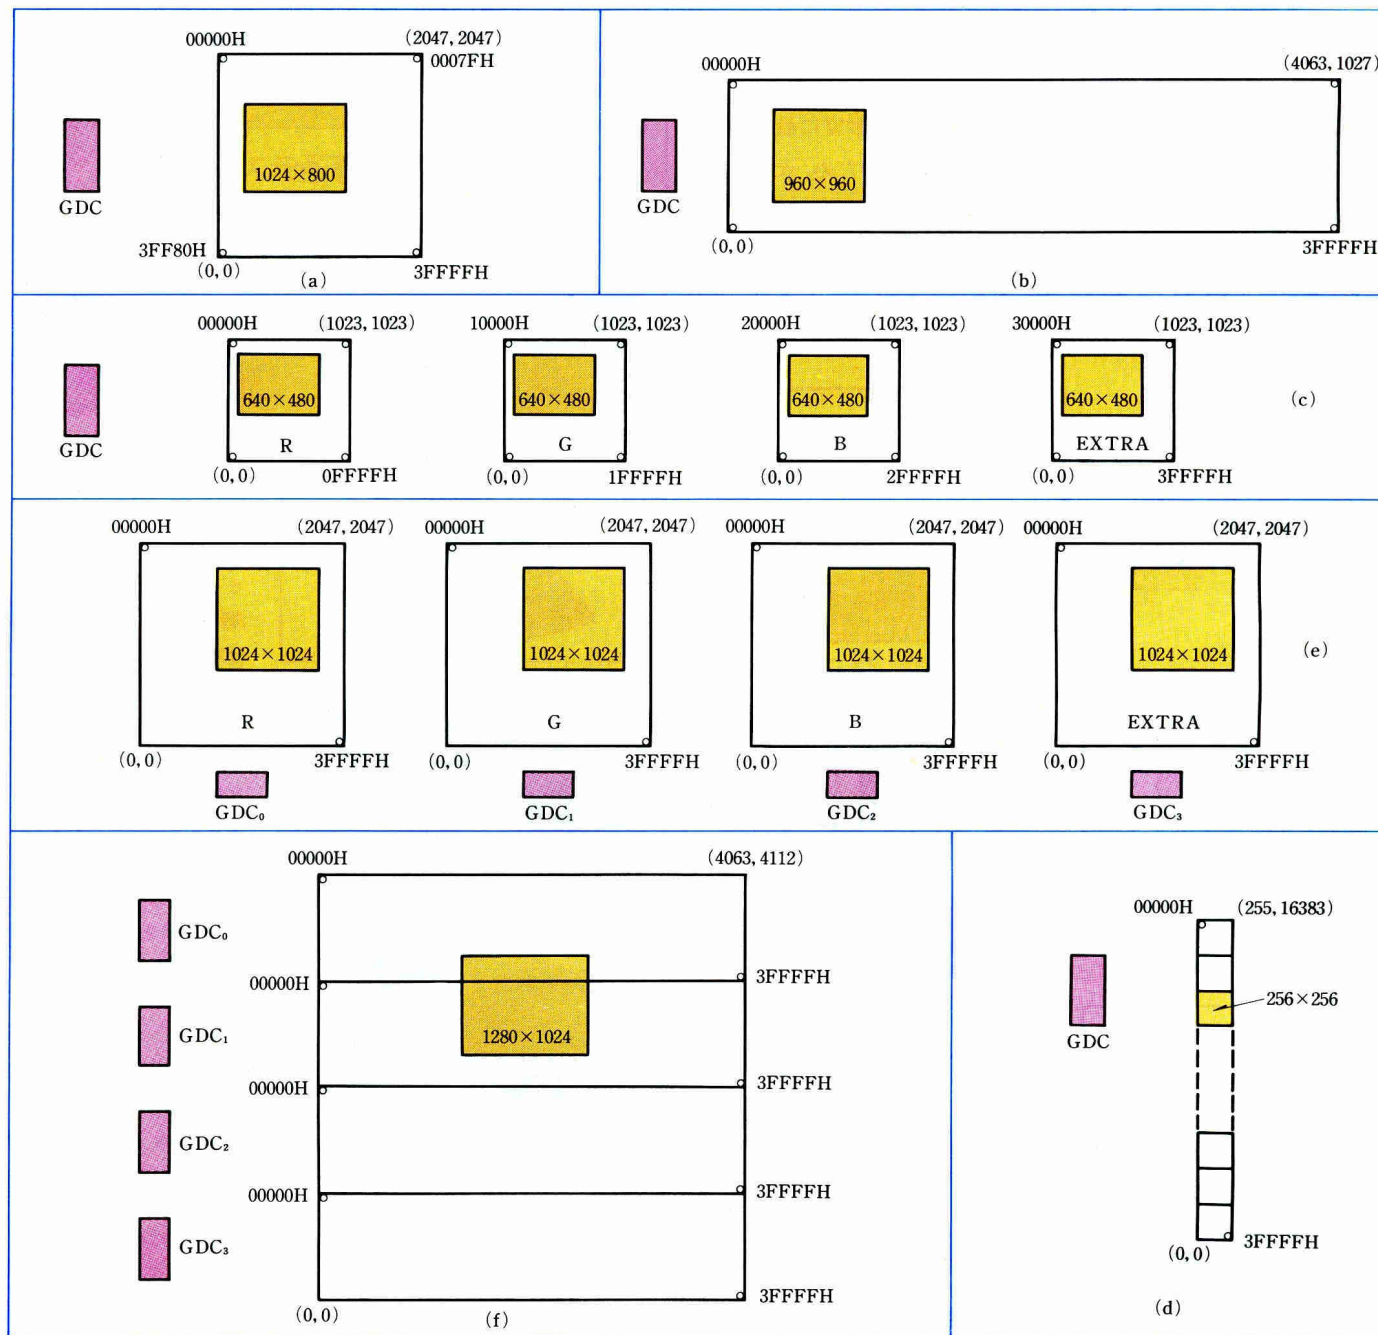 00000H (2047, 2047)
0007FH
1024×800
GDC
3FF80H
(0, 0) 3FFFFH
(a)
00000H (4063, 1027)
960×960
GDC
(0, 0) 3FFFFH
(b)
00000H (1023, 1023) 10000H (1023, 1023) 20000H (1023, 1023) 30000H (1023, 1023)
640×480 640×480 640×480 640×480 (c)
R G B EXTRA
GDC
(0, 0) 0FFFFH (0, 0) 1FFFFH (0, 0) 2FFFFH (0, 0) 3FFFFH
00000H (2047, 2047) 00000H (2047, 2047) 00000H (2047, 2047) 00000H (2047, 2047)
1024×1024 1024×1024 1024×1024 1024×1024 (e)
R G B EXTRA
(0, 0) 3FFFFH (0, 0) 3FFFFH (0, 0) 3FFFFH (0, 0) 3FFFFH
GDC₀ GDC₁ GDC₂ GDC₃
00000H (4063, 4112)
GDC₀
00000H 3FFFFH
GDC₁ 1280×1024
00000H 3FFFFH
GDC₂
00000H 3FFFFH
GDC₃
3FFFFH
(0, 0) (f)
00000H (255, 16383)
256×256
GDC
3FFFFH
(0, 0)
(d)